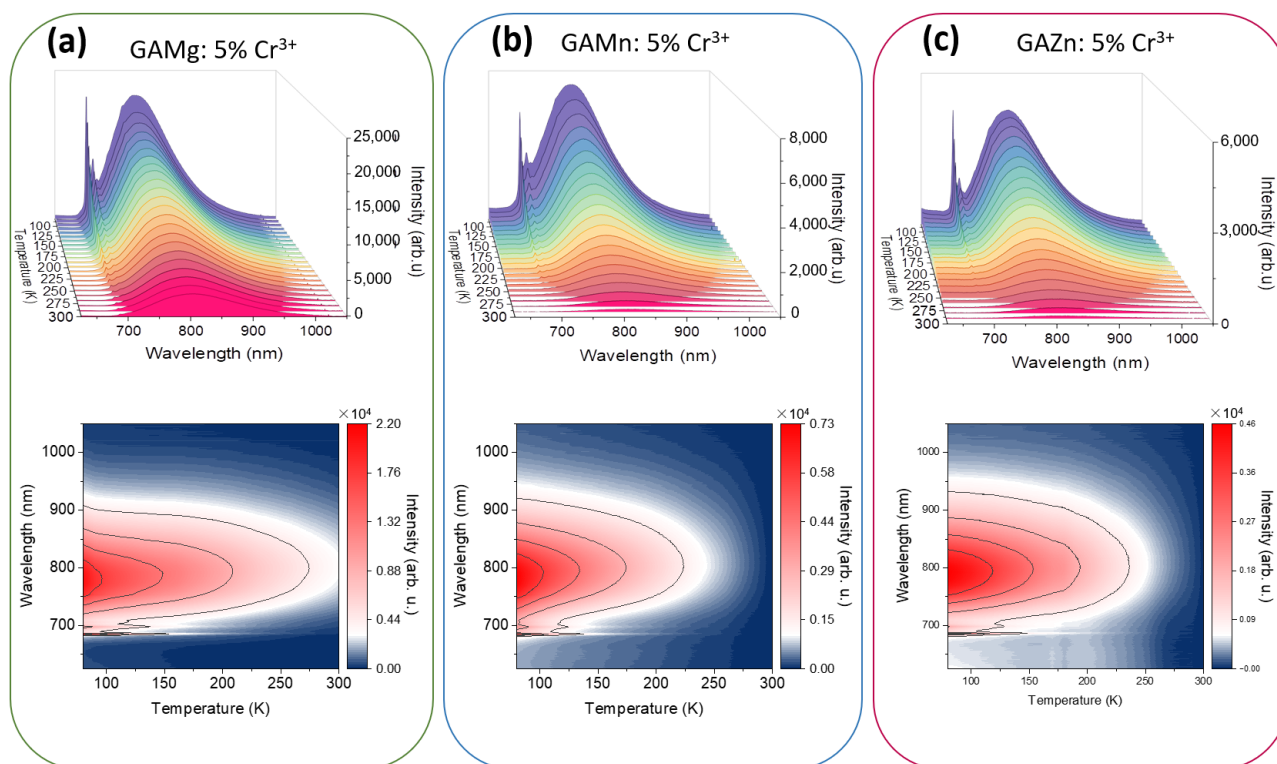 (a) GAMg: 5% Cr³⁺
25,000
20,000
15,000
10,000
5,000
0
Intensity (arb.u)
100
125
150
175
200
225
250
275
300
Temperature (K)
700 800 900 1000
Wavelength (nm)
×10⁴
2.20
1.76
1.32
0.88
0.44
0.00
Intensity (arb. u.)
1000
900
800
700
Wavelength (nm)
100 150 200 250 300
Temperature (K)
(b) GAMn: 5% Cr³⁺
8,000
6,000
4,000
2,000
0
Intensity (arb.u)
100
125
150
175
200
225
250
275
300
Temperature (K)
700 800 900 1000
Wavelength (nm)
×10⁴
0.73
0.58
0.44
0.29
0.15
0.00
Intensity (arb. u.)
1000
900
800
700
Wavelength (nm)
100 150 200 250 300
Temperature (K)
(c) GAZn: 5% Cr³⁺
6,000
3,000
0
Intensity (arb.u)
100
125
150
175
200
225
250
275
300
Temperature (K)
700 800 900 1000
Wavelength (nm)
×10⁴
0.46
0.36
0.27
0.18
0.09
−0.00
Intensity (arb. u.)
1000
900
800
700
Wavelength (nm)
100 150 200 250 300
Temperature (K)